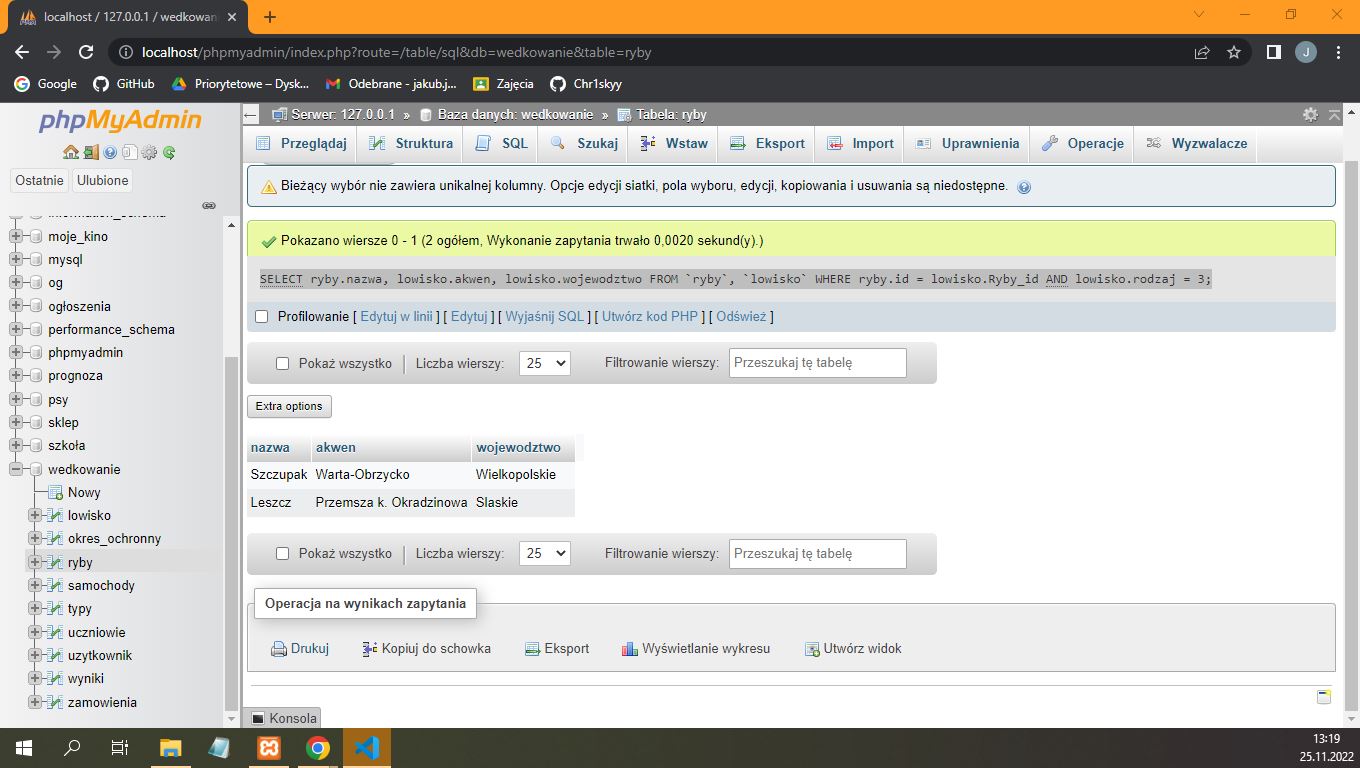 localhost / 127.0.0.1 / wedkowani
localhost/phpmyadmin/index.php?route=/table/sql&db=wedkowanie&table=ryby
J
Google GitHub Priorytetowe – Dysk... Odebrane - jakub.j... Zajęcia Chr1skyy
phpMyAdmin
Ostatnie Ulubione
information_schema
moje_kino
mysql
og
ogłoszenia
performance_schema
phpmyadmin
prognoza
psy
sklep
szkoła
wedkowanie
Nowy
lowisko
okres_ochronny
ryby
samochody
typy
uczniowie
uzytkownik
wyniki
zamowienia
Serwer: 127.0.0.1 » Baza danych: wedkowanie » Tabela: ryby
Przeglądaj Struktura SQL Szukaj Wstaw Eksport Import Uprawnienia Operacje Wyzwalacze
Bieżący wybór nie zawiera unikalnej kolumny. Opcje edycji siatki, pola wyboru, edycji, kopiowania i usuwania są niedostępne.
Pokazano wiersze 0 - 1 (2 ogółem, Wykonanie zapytania trwało 0,0020 sekund(y).)
SELECT ryby.nazwa, lowisko.akwen, lowisko.wojewodztwo FROM `ryby`, `lowisko` WHERE ryby.id = lowisko.Ryby_id AND lowisko.rodzaj = 3;
Profilowanie [ Edytuj w linii ] [ Edytuj ] [ Wyjaśnij SQL ] [ Utwórz kod PHP ] [ Odśwież ]
Pokaż wszystko Liczba wierszy: 25 Filtrowanie wierszy: Przeszukaj tę tabelę
Extra options
nazwa akwen wojewodztwo
Szczupak Warta-Obrzycko Wielkopolskie
Leszcz Przemsza k. Okradzinowa Slaskie
Pokaż wszystko Liczba wierszy: 25 Filtrowanie wierszy: Przeszukaj tę tabelę
Operacja na wynikach zapytania
Drukuj Kopiuj do schowka Eksport Wyświetlanie wykresu Utwórz widok
Konsola
13:19
25.11.2022